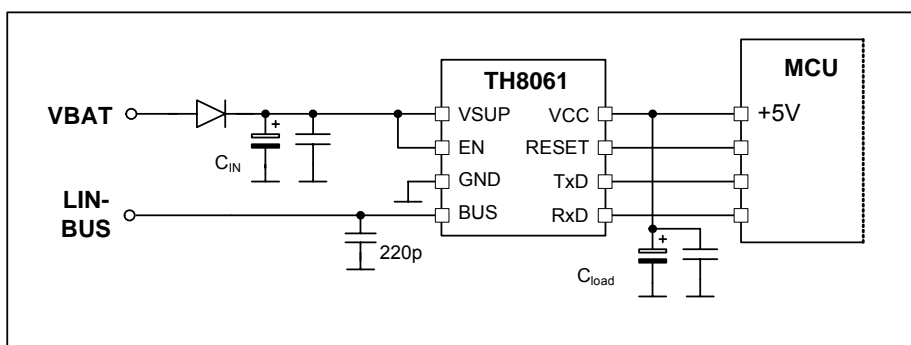 TH8061
MCU
VBAT
VSUP
VCC
+5V
+
C_IN
EN
RESET
GND
TxD
LIN-
BUS
BUS
RxD
220p
+
C_load